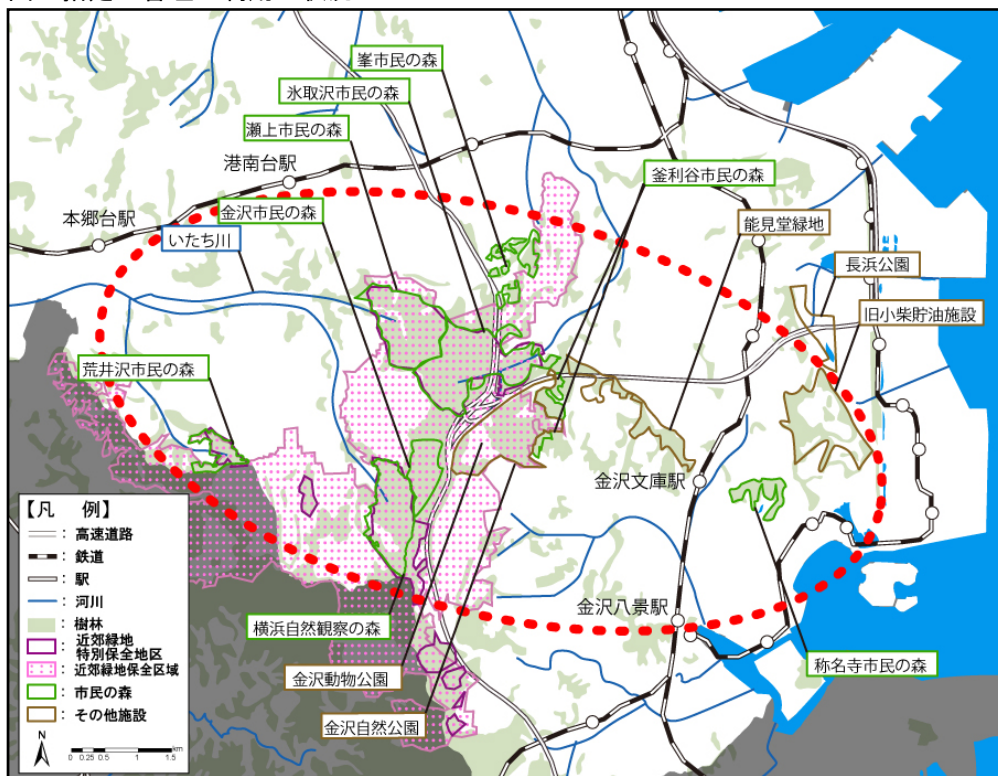 峯市民の森
氷取沢市民の森
瀬上市民の森
港南台駅
釜利谷市民の森
金沢市民の森
本郷台駅
能見堂緑地
いたち川
長浜公園
旧小柴貯油施設
荒井沢市民の森
金沢文庫駅
【凡 例】
: 高速道路
: 鉄道
: 駅
: 河川
: 樹林
: 近郊緑地
特別保全地区
: 近郊緑地保全区域
: 市民の森
: その他施設
N
0 0.25 0.5 1 1.5
km
金沢八景駅
横浜自然観察の森
称名寺市民の森
金沢動物公園
金沢自然公園